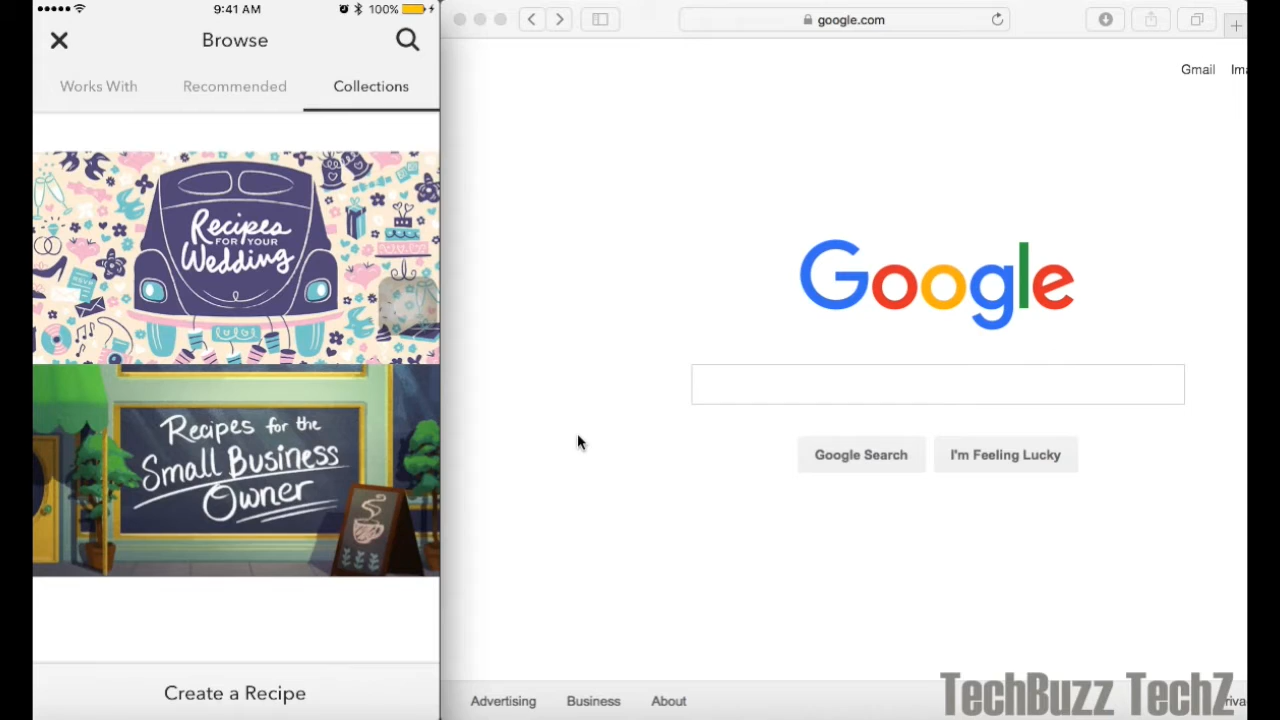 9:41 AM
100%
Browse
Works With
Recommended
Collections
Recipes
FOR YOUR
Wedding
Recipes for the
Small Business
Owner
Create a Recipe
google.com
Gmail
Ima
Google
Google Search
I'm Feeling Lucky
Advertising
Business
About
TechBuzz TechZ